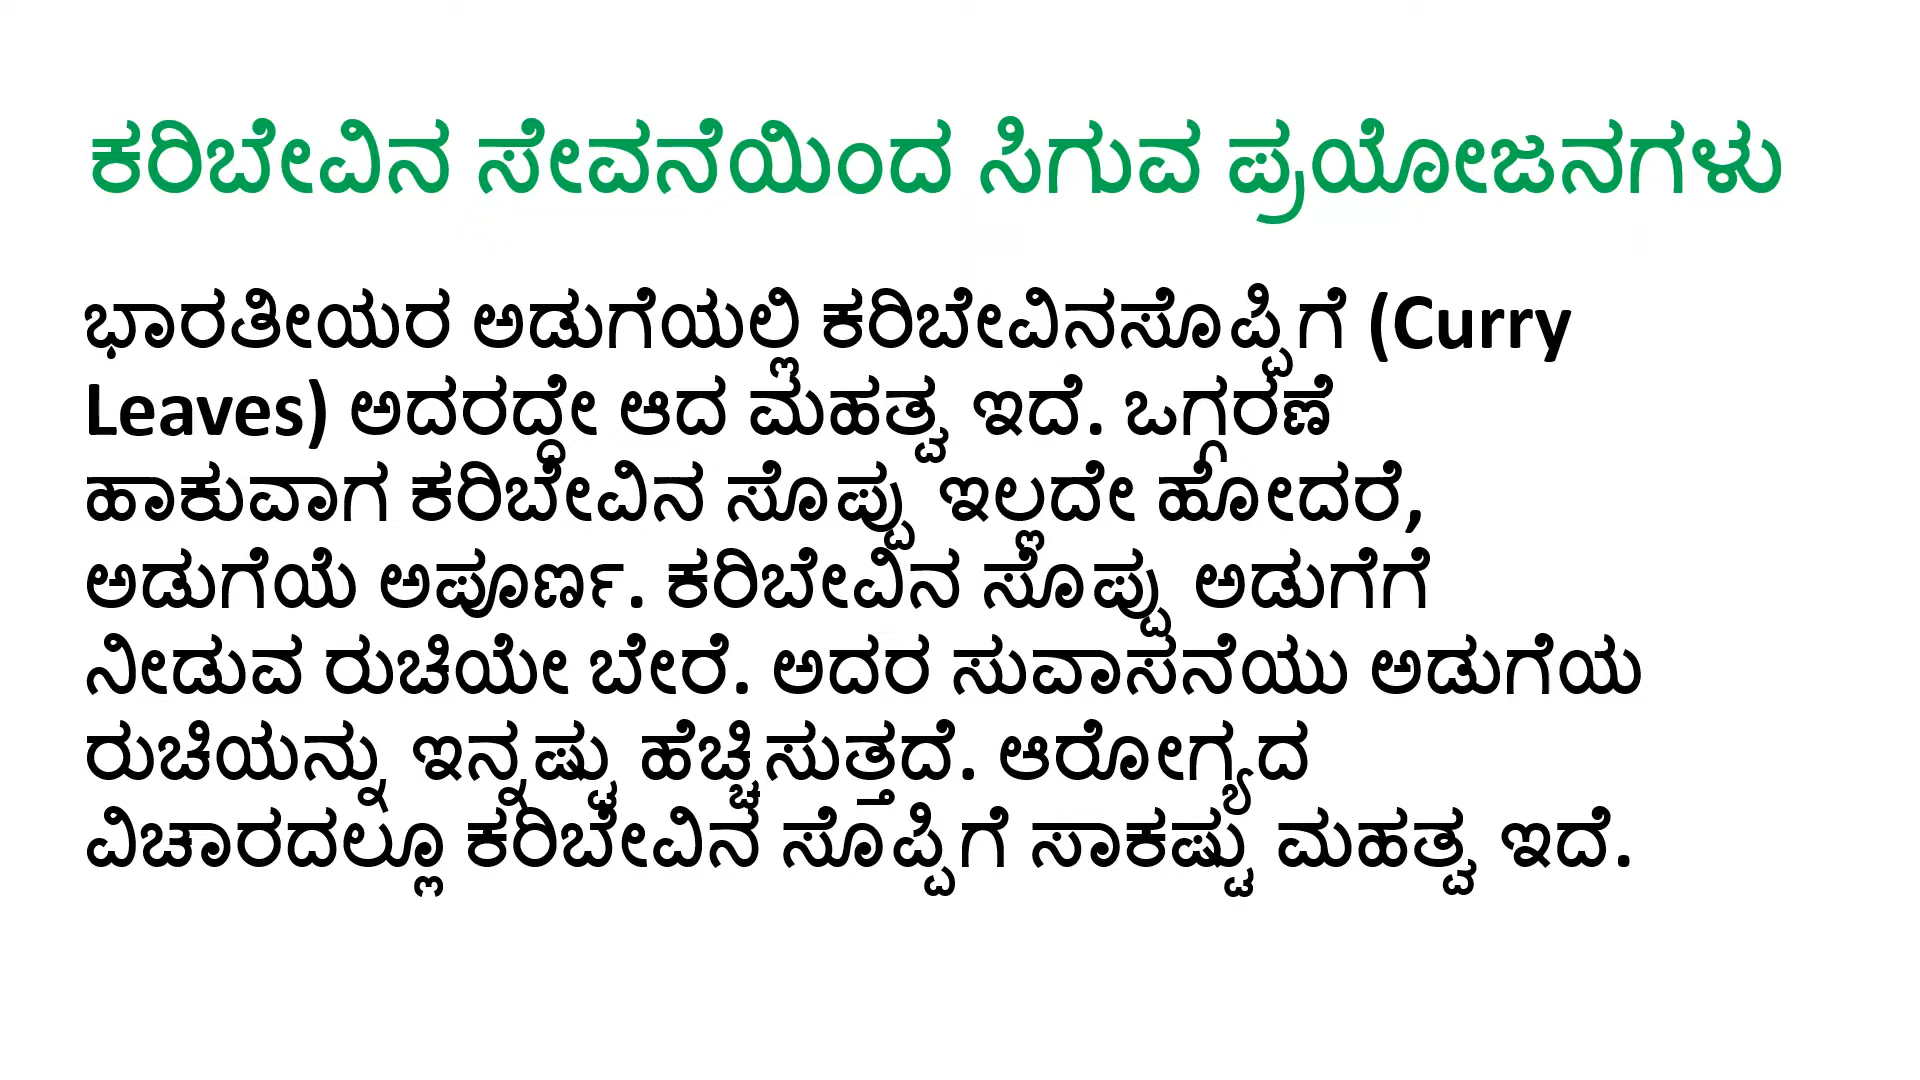 ಕರಿಬೇವಿನ ಸೇವನೆಯಿಂದ ಸಿಗುವ ಪ್ರಯೋಜನಗಳು
ಭಾರತೀಯರ ಅಡುಗೆಯಲ್ಲಿ ಕರಿಬೇವಿನಸೊಪ್ಪಿಗೆ (Curry
Leaves) ಅದರದ್ದೇ ಆದ ಮಹತ್ವ ಇದೆ. ಒಗ್ಗರಣೆ
ಹಾಕುವಾಗ ಕರಿಬೇವಿನ ಸೊಪ್ಪು ಇಲ್ಲದೇ ಹೋದರೆ,
ಅಡುಗೆಯೆ ಅಪೂರ್ಣ. ಕರಿಬೇವಿನ ಸೊಪ್ಪು ಅಡುಗೆಗೆ
ನೀಡುವ ರುಚಿಯೇ ಬೇರೆ. ಅದರ ಸುವಾಸನೆಯು ಅಡುಗೆಯ
ರುಚಿಯನ್ನು ಇನ್ನಷ್ಟು ಹೆಚ್ಚಿಸುತ್ತದೆ. ಆರೋಗ್ಯದ
ವಿಚಾರದಲ್ಲೂ ಕರಿಬೇವಿನ ಸೊಪ್ಪಿಗೆ ಸಾಕಷ್ಟು ಮಹತ್ವ ಇದೆ.